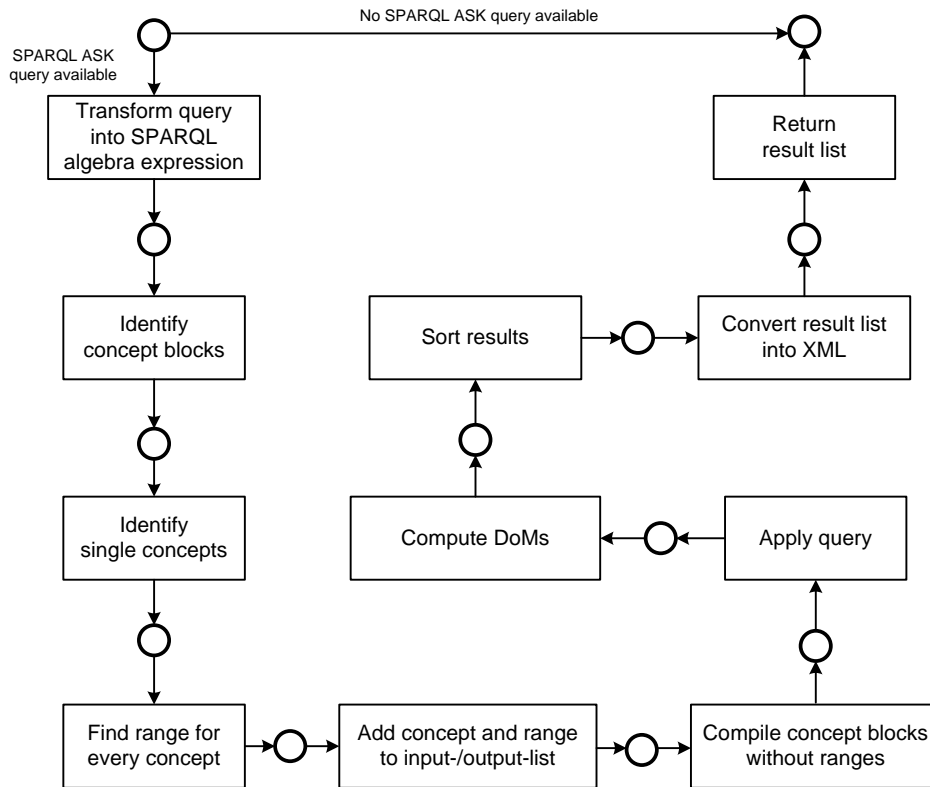 No SPARQL ASK query available
SPARQL ASK
query available
Transform query
into SPARQL
algebra expression
Return
result list
Identify
concept blocks
Sort results
Convert result list
into XML
Identify
single concepts
Compute DoMs
Apply query
Find range for
every concept
Add concept and range
to input-/output-list
Compile concept blocks
without ranges